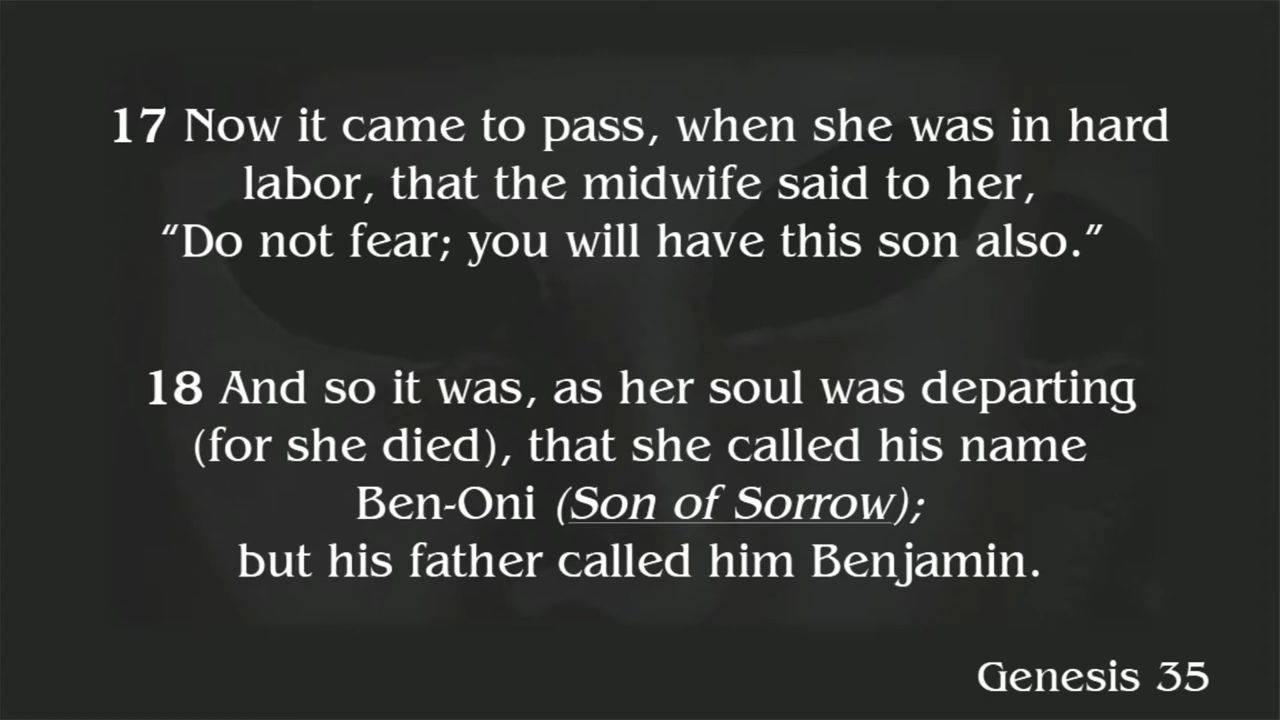 17 Now it came to pass, when she was in hard
labor, that the midwife said to her,
“Do not fear; you will have this son also.”
18 And so it was, as her soul was departing
(for she died), that she called his name
Ben-Oni (Son of Sorrow);
but his father called him Benjamin.
Genesis 35